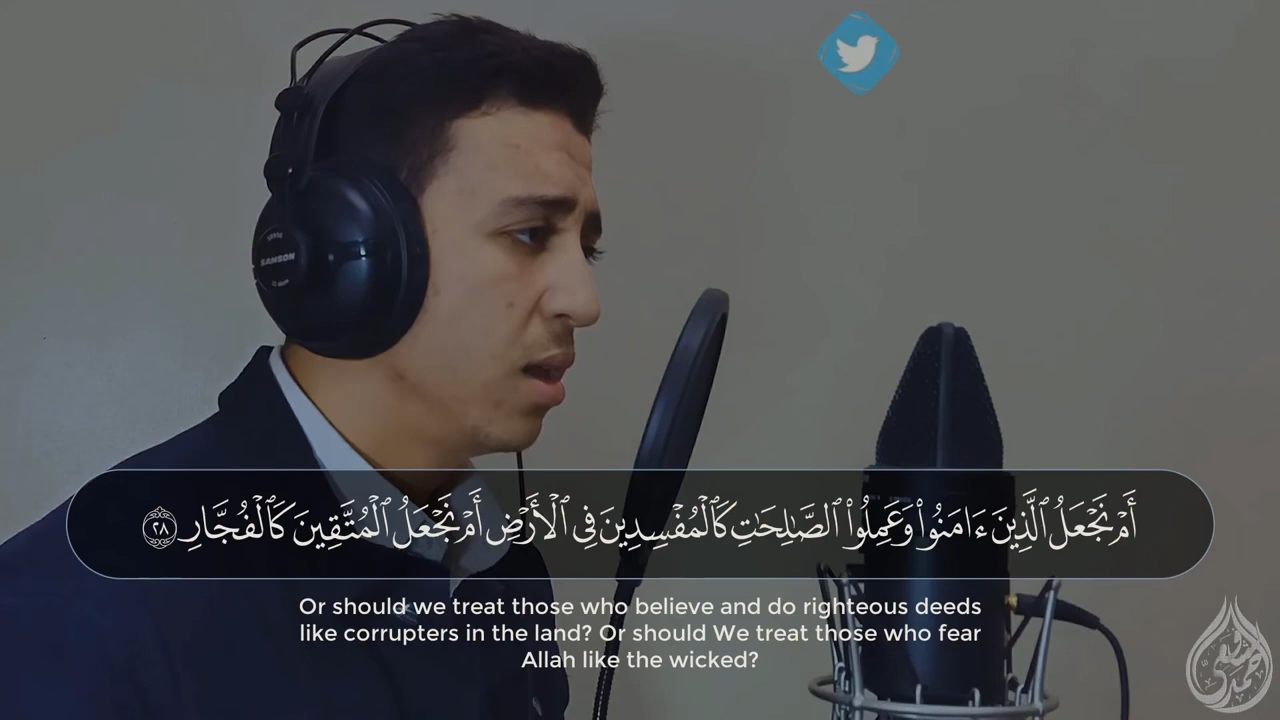 SAMSON
أَمْ نَجْعَلُ ٱلَّذِينَ ءَامَنُوا۟ وَعَمِلُوا۟ ٱلصَّـٰلِحَـٰتِ كَٱلْمُفْسِدِينَ فِى ٱلْأَرْضِ أَمْ نَجْعَلُ ٱلْمُتَّقِينَ كَٱلْفُجَّارِ ٢٨
Or should we treat those who believe and do righteous deeds
like corrupters in the land? Or should We treat those who fear
Allah like the wicked?